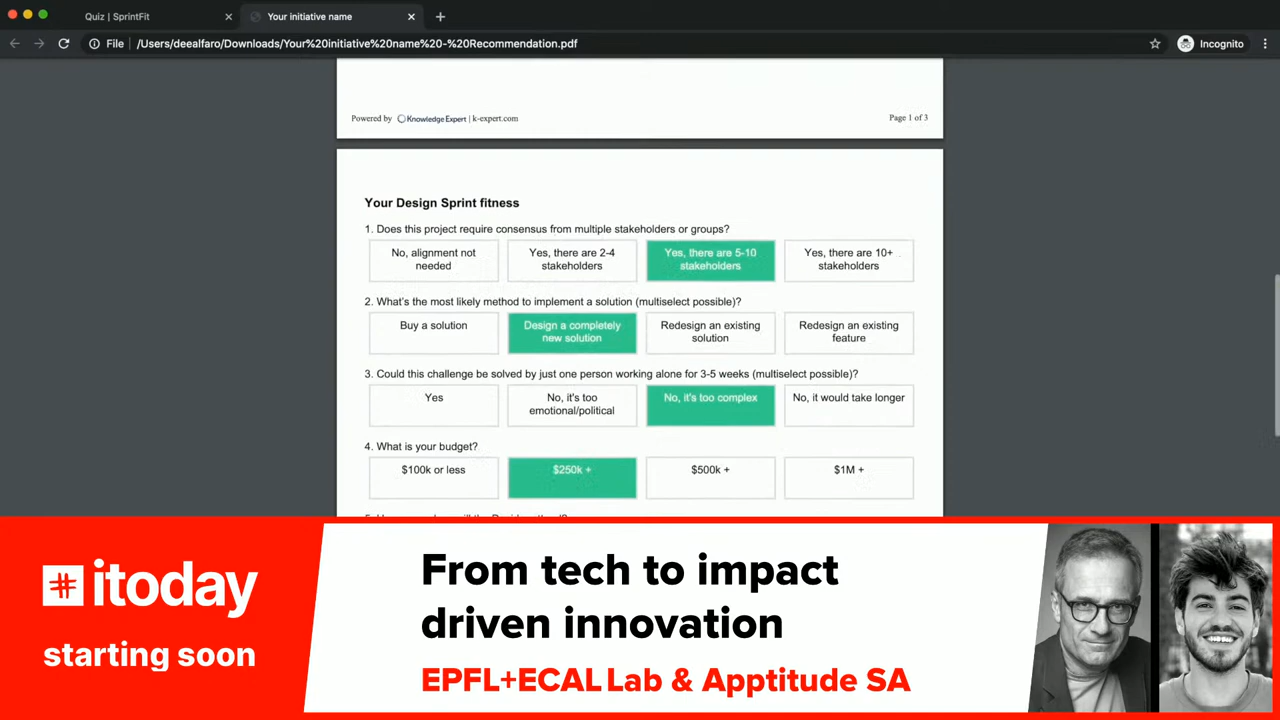 Quiz | SprintFit
Your initiative name
File
/Users/deealfaro/Downloads/Your%20initiative%20name%20-%20Recommendation.pdf
Incognito
Powered by Knowledge Expert | k-expert.com
Page 1 of 3
Your Design Sprint fitness
1. Does this project require consensus from multiple stakeholders or groups?
No, alignment not
needed
Yes, there are 2-4
stakeholders
Yes, there are 5-10
stakeholders
Yes, there are 10+
stakeholders
2. What's the most likely method to implement a solution (multiselect possible)?
Buy a solution
Design a completely
new solution
Redesign an existing
solution
Redesign an existing
feature
3. Could this challenge be solved by just one person working alone for 3-5 weeks (multiselect possible)?
Yes
No, it's too
emotional/political
No, it's too complex
No, it would take longer
4. What is your budget?
$100k or less
$250k +
$500k +
$1M +
#itoday
starting soon
From tech to impact
driven innovation
EPFL+ECAL Lab & Apptitude SA